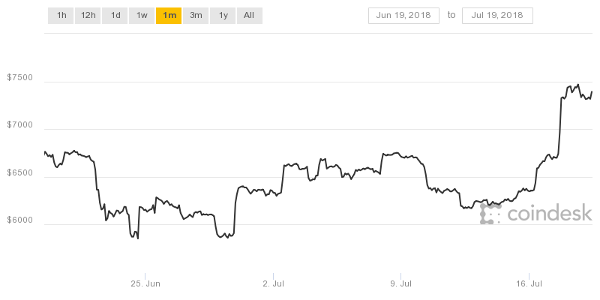 1h 12h 1d 1w 1m 3m 1y All Jun 19, 2018 to Jul 19, 2018
$7500
$7000
$6500
$6000
coindesk
25. Jun 2. Jul 9. Jul 16. Jul